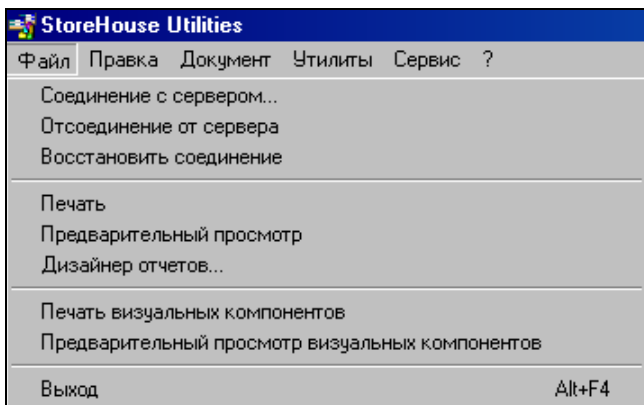 StoreHouse Utilities
Файл Правка Документ Утилиты Сервис ?
Соединение с сервером...
Отсоединение от сервера
Восстановить соединение
Печать
Предварительный просмотр
Дизайнер отчетов...
Печать визуальных компонентов
Предварительный просмотр визуальных компонентов
Выход Alt+F4